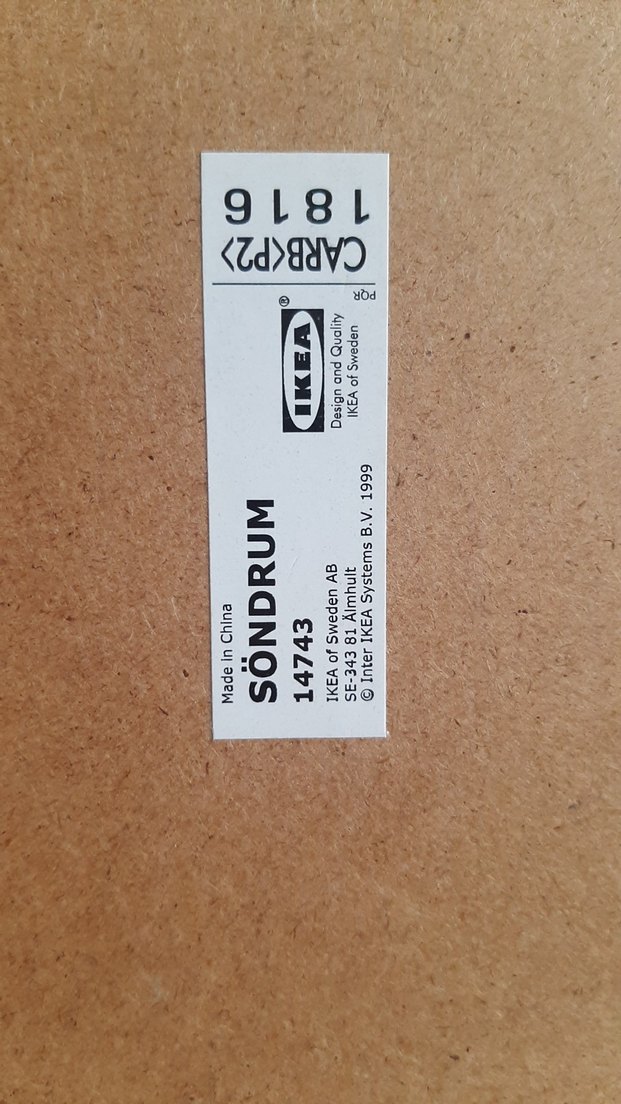 Made in China
SÖNDRUM
14743
IKEA of Sweden AB
SE-343 81 Älmhult
© Inter IKEA Systems B.V. 1999
IKEA®
Design and Quality
IKEA of Sweden
PQR
CARB<P2>
1816